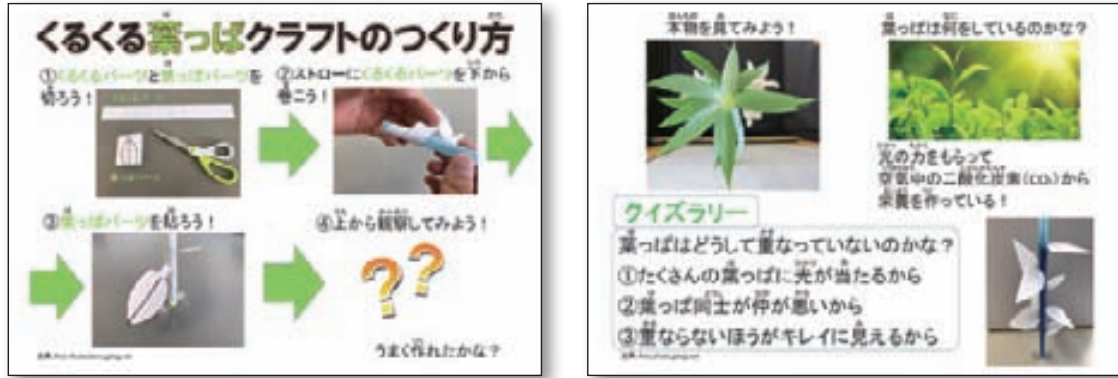 くるくる葉っぱクラフトのつくり方
①くるくるパーツと葉っぱパーツを
切ろう！
②ストローにくるくるパーツを下から
巻こう！
③葉っぱパーツを貼ろう！
④上から観察してみよう！
うまく作れたかな？
本物を見てみよう！
葉っぱは何をしているのかな？
光の力をもらって
空気中の二酸化炭素(CO₂)から
栄養を作っている！
クイズラリー
葉っぱはどうして重なっていないのかな？
①たくさんの葉っぱに光が当たるから
②葉っぱ同士が仲が悪いから
③重ならないほうがキレイに見えるから